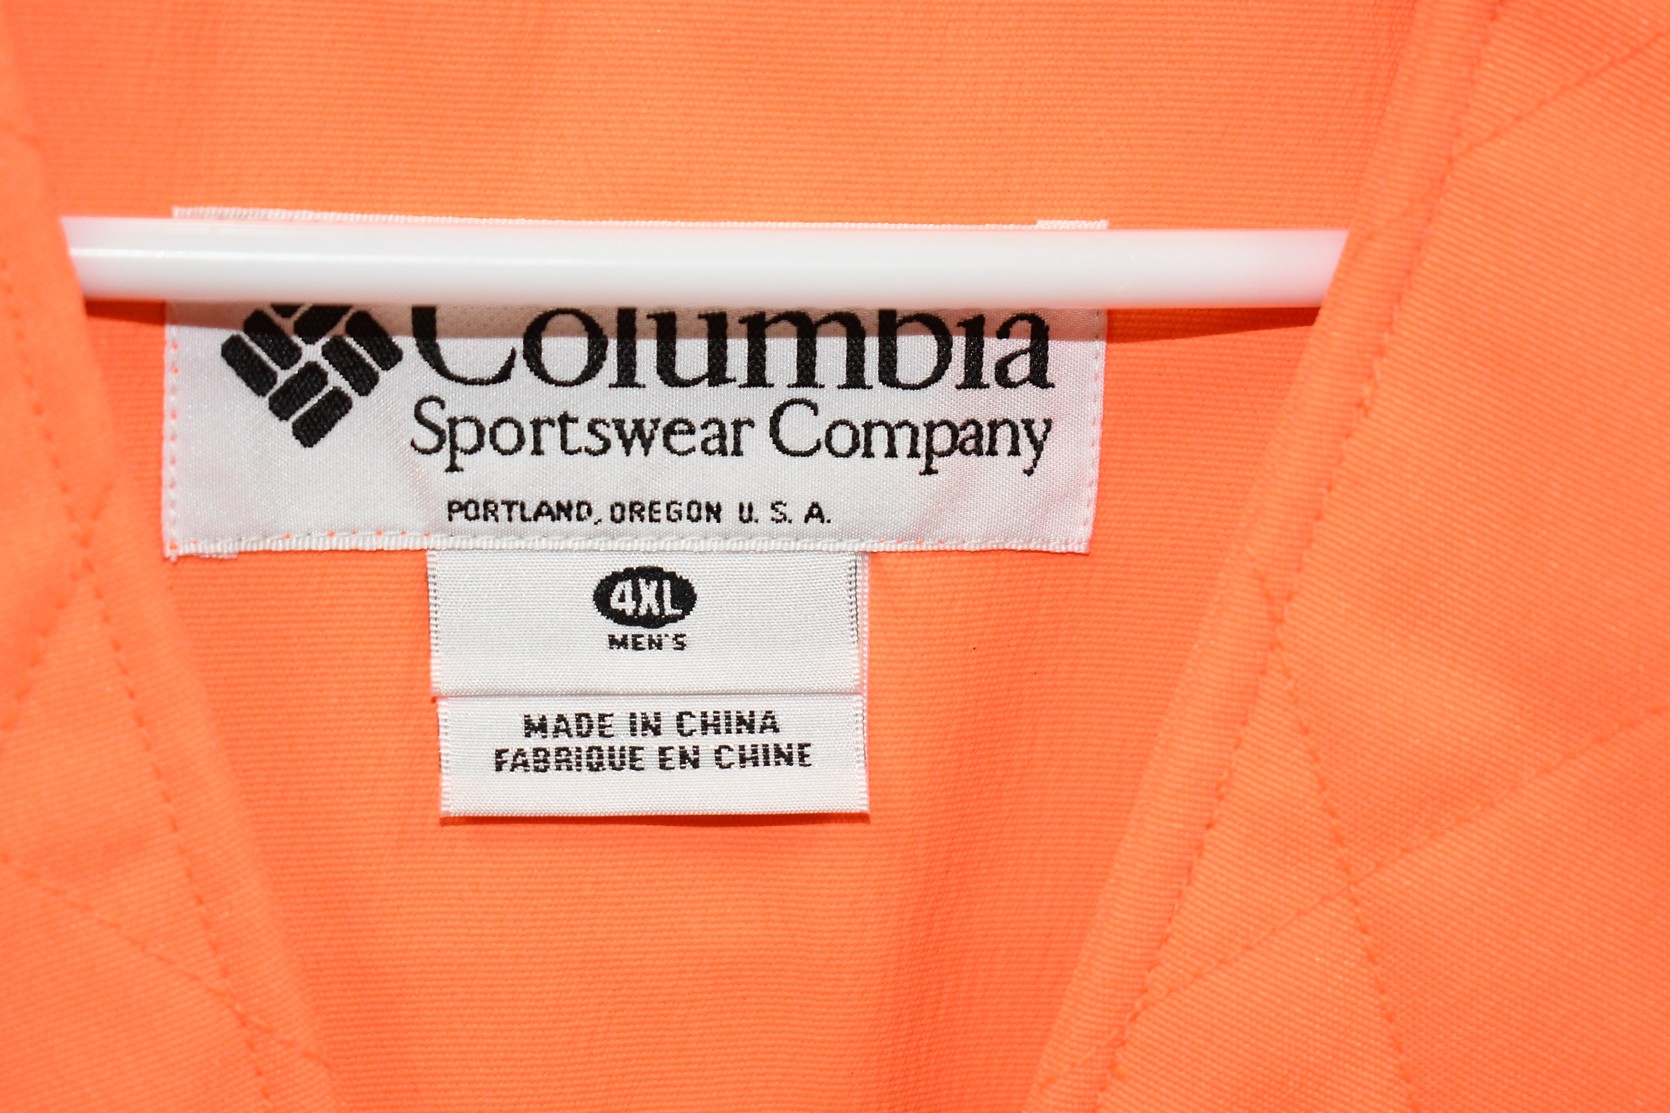 Columbia
Sportswear Company
PORTLAND, OREGON U. S. A.
4XL
MEN'S
MADE IN CHINA
FABRIQUE EN CHINE